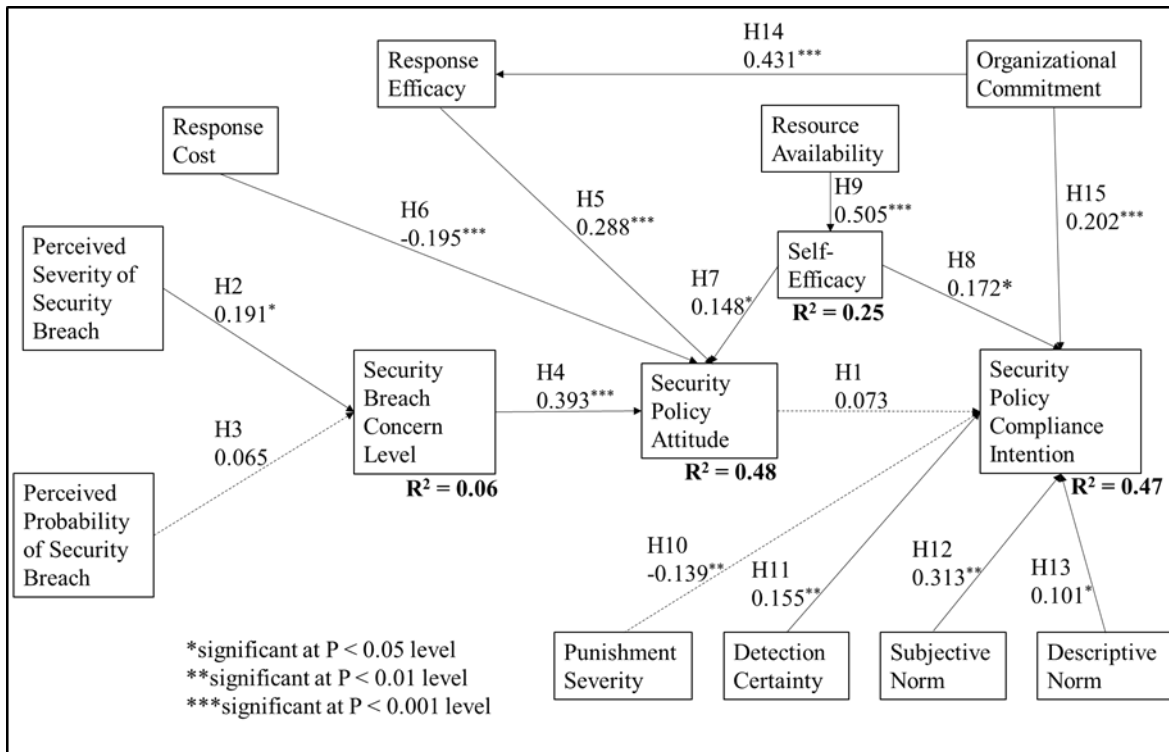 H14
0.431***
Response
Efficacy
Organizational
Commitment
Response
Cost
Resource
Availability
H9
0.505***
H15
0.202***
H6
-0.195***
H5
0.288***
Perceived
Severity of
Security
Breach
Self-
Efficacy
R² = 0.25
H7
0.148*
H8
0.172*
H2
0.191*
Security
Breach
Concern
Level
R² = 0.06
H4
0.393***
Security
Policy
Attitude
R² = 0.48
H1
0.073
Security
Policy
Compliance
Intention
R² = 0.47
H3
0.065
Perceived
Probability
of Security
Breach
H10
-0.139**
H11
0.155**
H12
0.313**
H13
0.101*
*significant at P < 0.05 level
**significant at P < 0.01 level
***significant at P < 0.001 level
Punishment
Severity
Detection
Certainty
Subjective
Norm
Descriptive
Norm